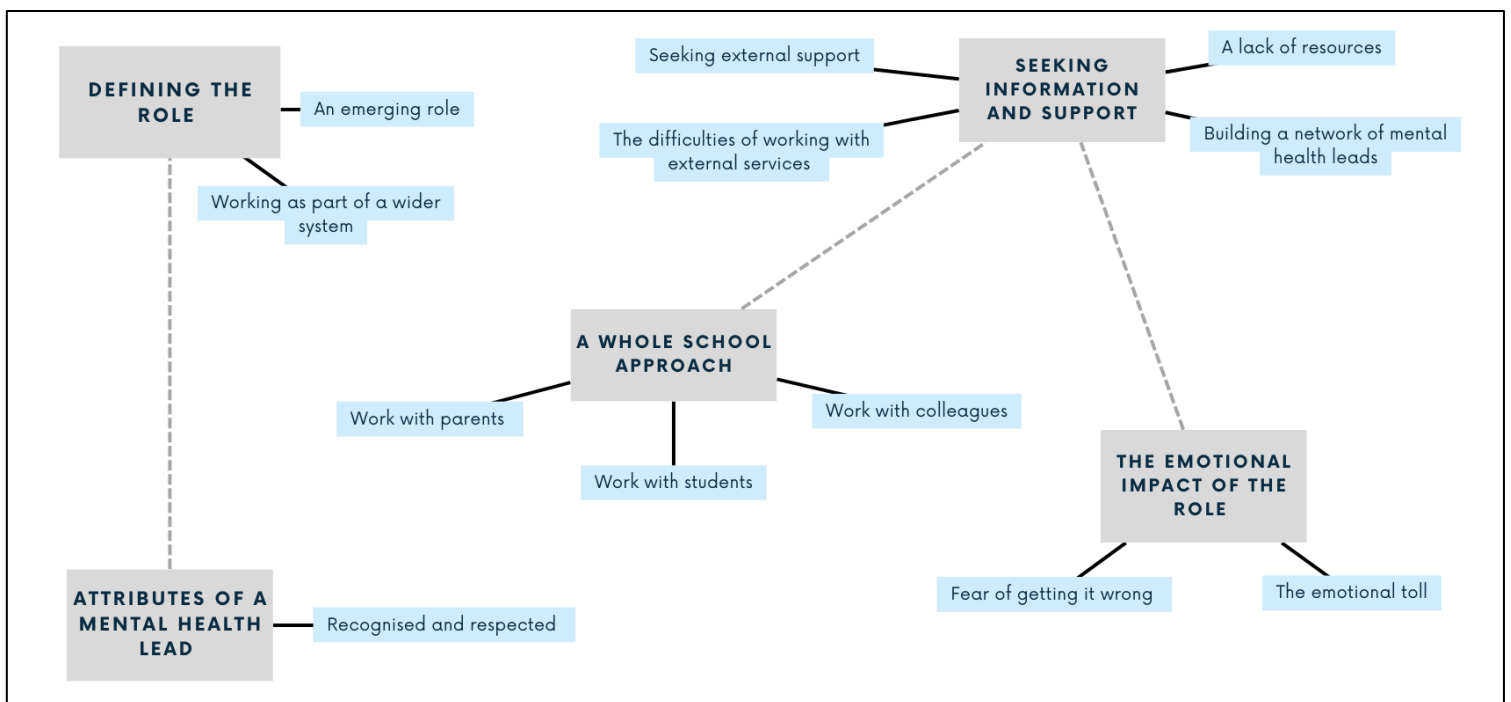 DEFINING THE
ROLE
An emerging role
Working as part of a wider
system
Seeking external support
The difficulties of working with
external services
SEEKING
INFORMATION
AND SUPPORT
A lack of resources
Building a network of mental
health leads
A WHOLE SCHOOL
APPROACH
Work with parents
Work with students
Work with colleagues
THE EMOTIONAL
IMPACT OF THE
ROLE
Fear of getting it wrong
The emotional toll
ATTRIBUTES OF A
MENTAL HEALTH
LEAD
Recognised and respected